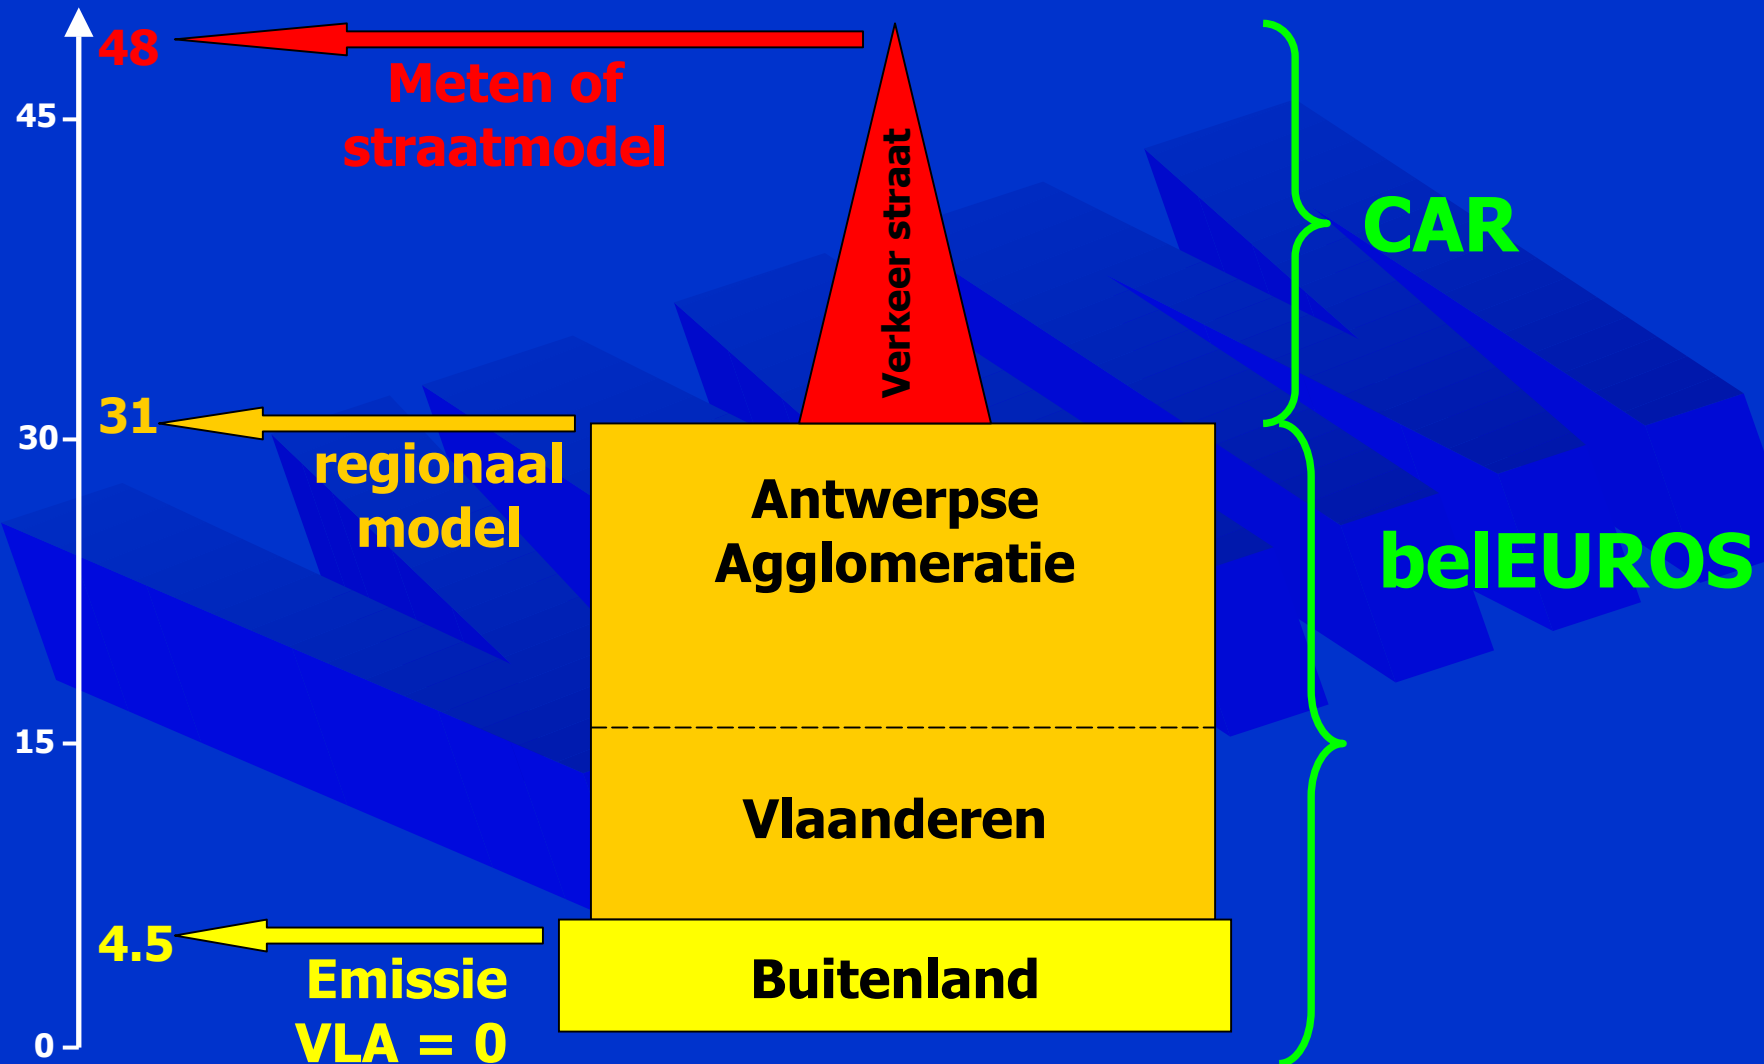 48
Meten of
straatmodel
45
Verkeer straat
CAR
31
30
regionaal
model
Antwerpse
Agglomeratie
belEUROS
15
Vlaanderen
4.5
Emissie
VLA = 0
Buitenland
0